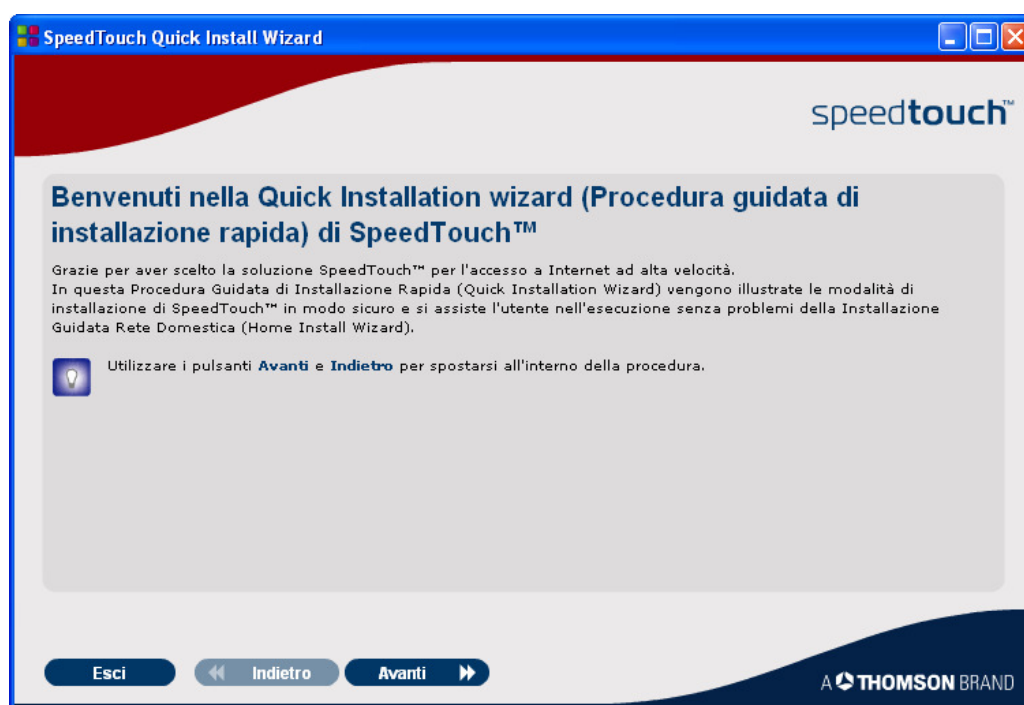 SpeedTouch Quick Install Wizard
speedtouch™
Benvenuti nella Quick Installation wizard (Procedura guidata di
installazione rapida) di SpeedTouch™
Grazie per aver scelto la soluzione SpeedTouch™ per l'accesso a Internet ad alta velocità.
In questa Procedura Guidata di Installazione Rapida (Quick Installation Wizard) vengono illustrate le modalità di
installazione di SpeedTouch™ in modo sicuro e si assiste l'utente nell'esecuzione senza problemi della Installazione
Guidata Rete Domestica (Home Install Wizard).
Utilizzare i pulsanti Avanti e Indietro per spostarsi all'interno della procedura.
Esci
Indietro
Avanti
A THOMSON BRAND